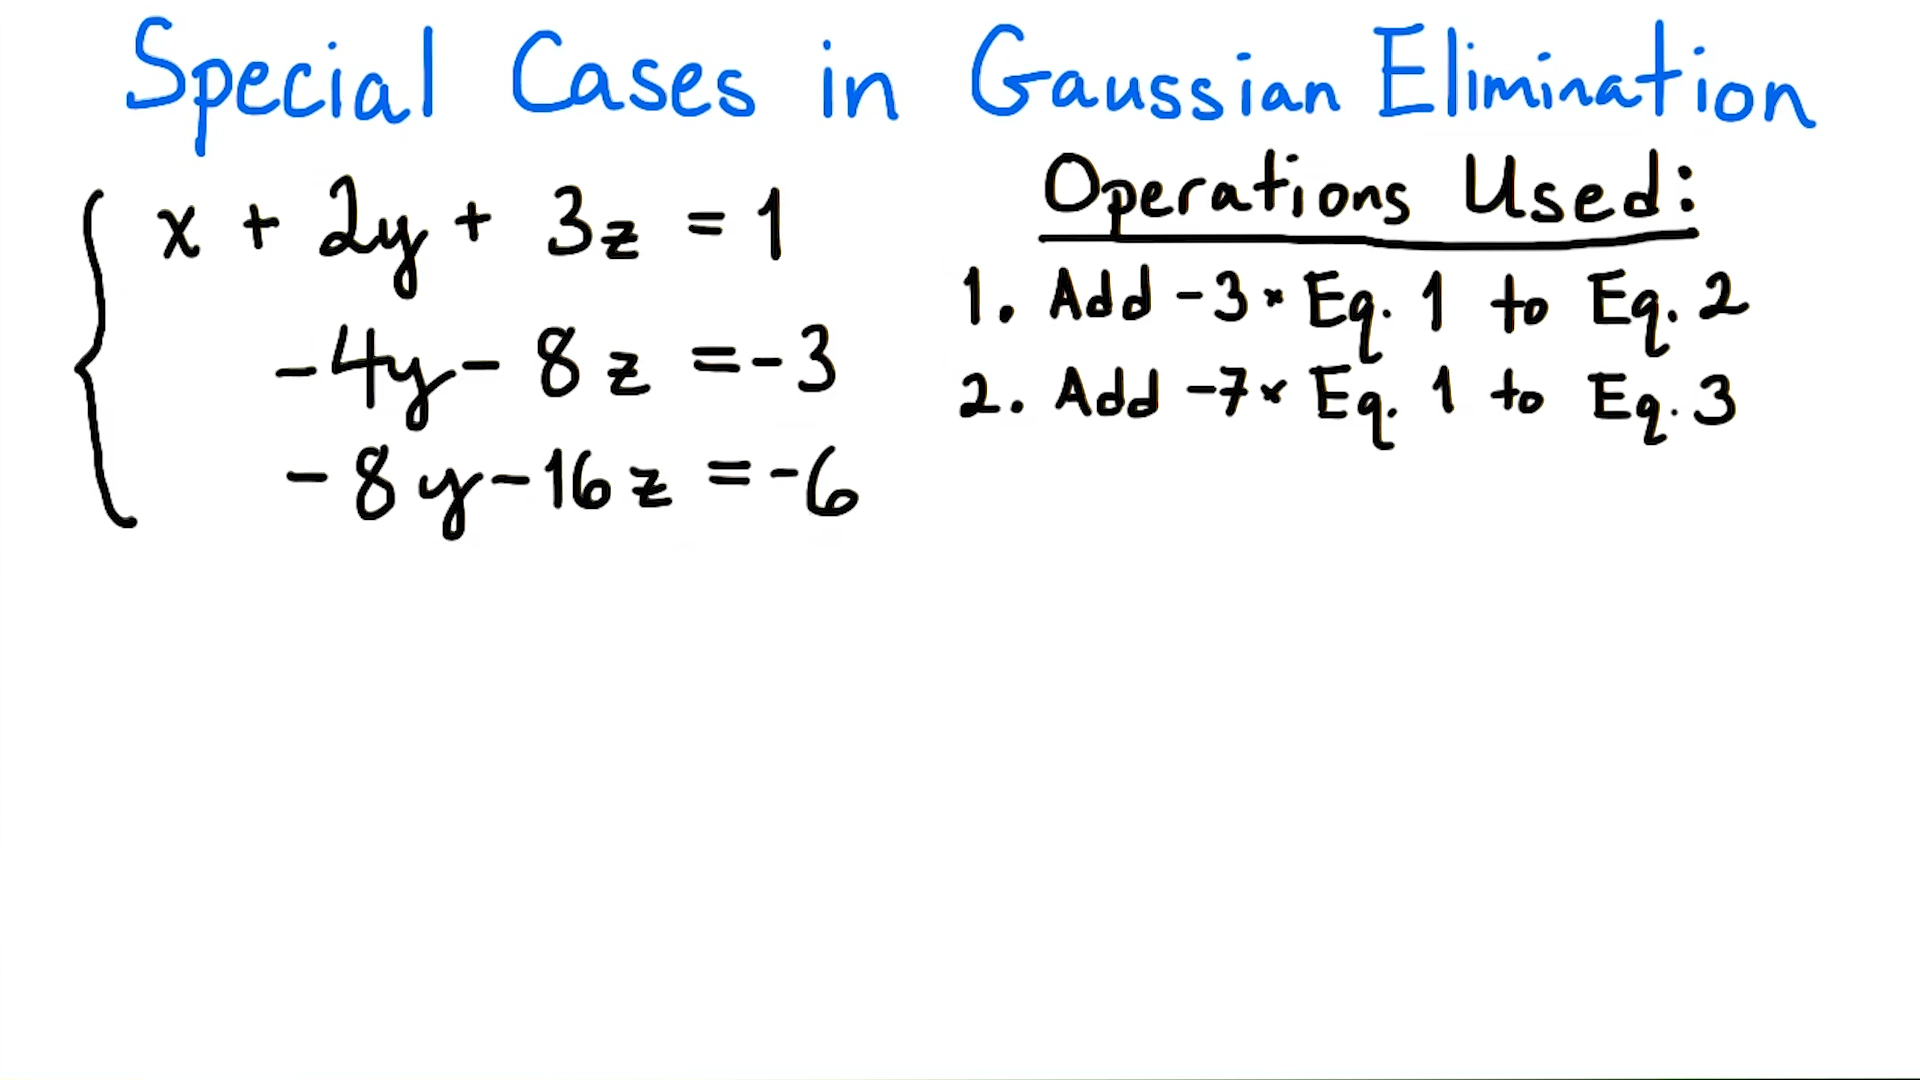 Special Cases in Gaussian Elimination
x + 2y + 3z = 1
-4y - 8z = -3
-8y - 16z = -6
Operations Used:
1. Add -3 × Eq. 1 to Eq. 2
2. Add -7 × Eq. 1 to Eq. 3